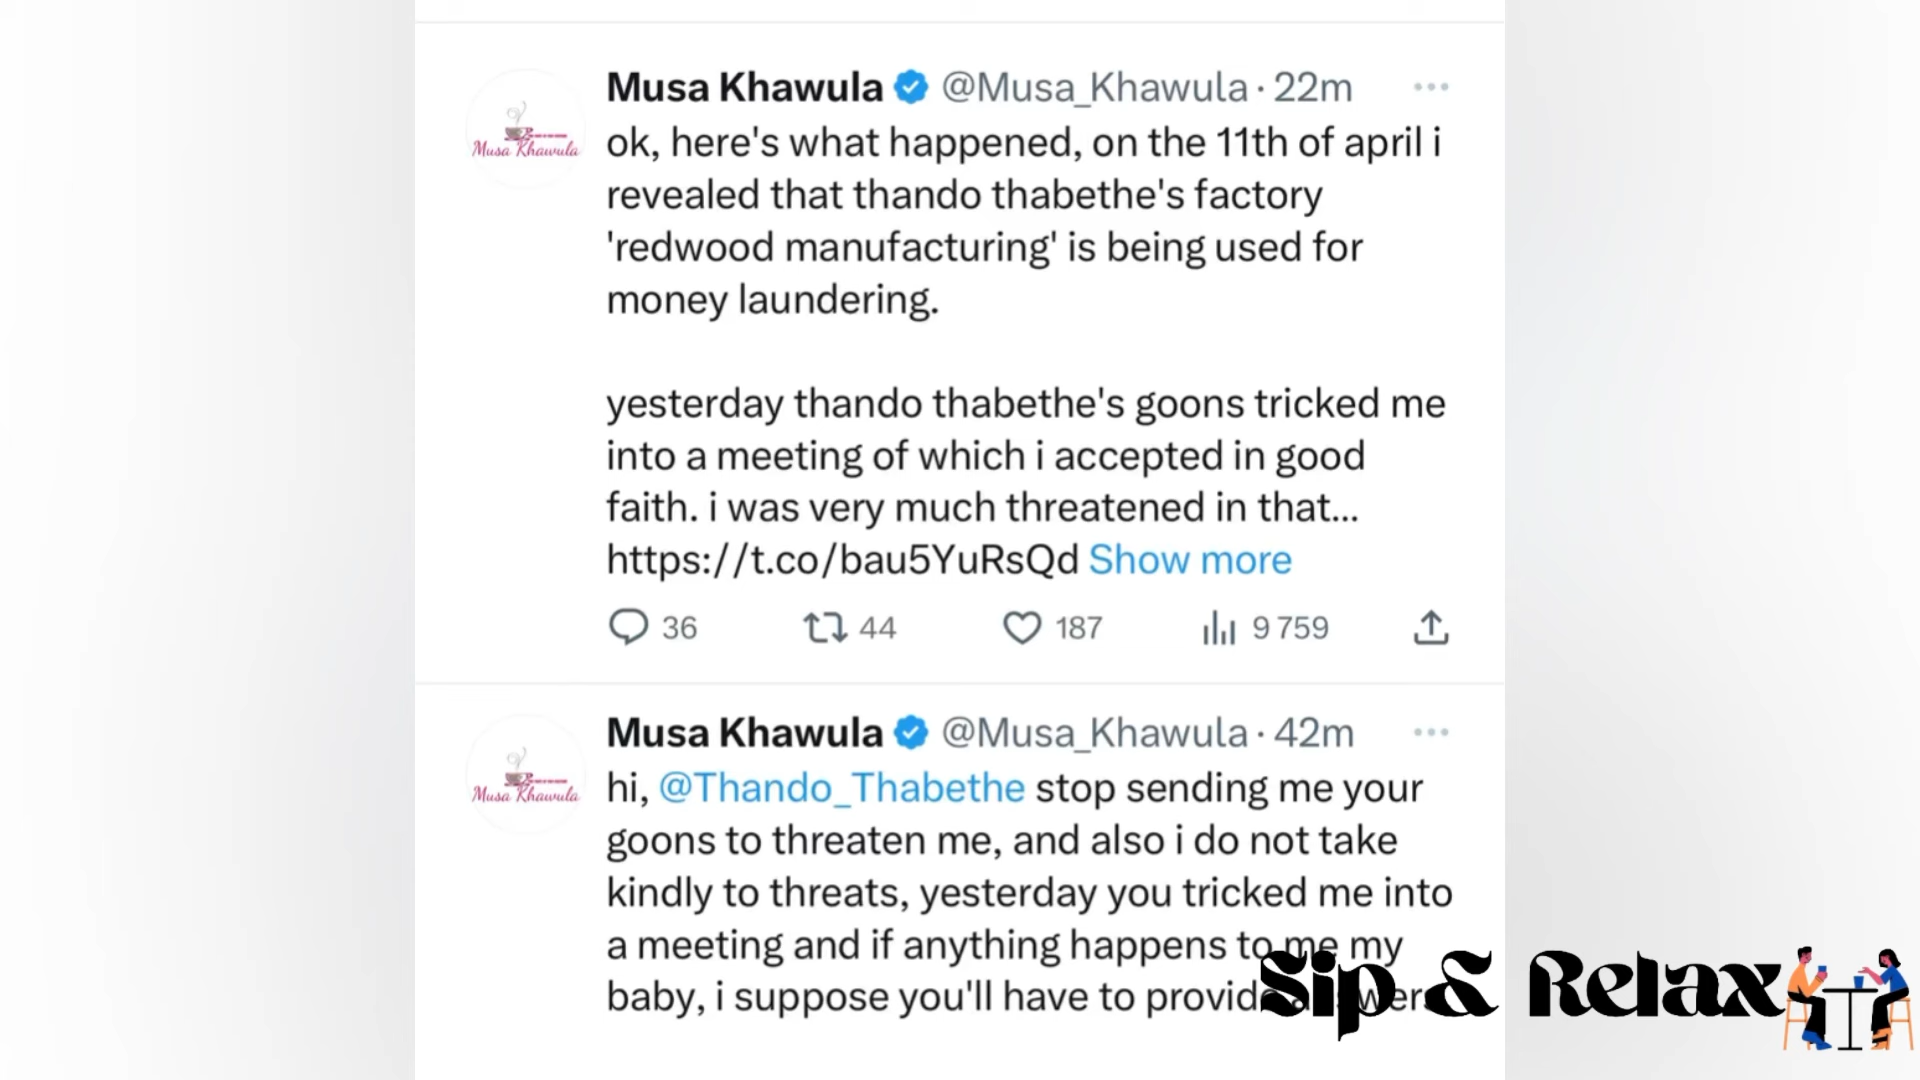 Musa Khawula @Musa_Khawula · 22m
Musa Khawula
ok, here's what happened, on the 11th of april i
revealed that thando thabethe's factory
'redwood manufacturing' is being used for
money laundering.
yesterday thando thabethe's goons tricked me
into a meeting of which i accepted in good
faith. i was very much threatened in that...
https://t.co/bau5YuRsQd Show more
36 44 187 9 759
Musa Khawula @Musa_Khawula · 42m
Musa Khawula
hi, @Thando_Thabethe stop sending me your
goons to threaten me, and also i do not take
kindly to threats, yesterday you tricked me into
a meeting and if anything happens to me my
baby, i suppose you'll have to provide
Sip & Relax